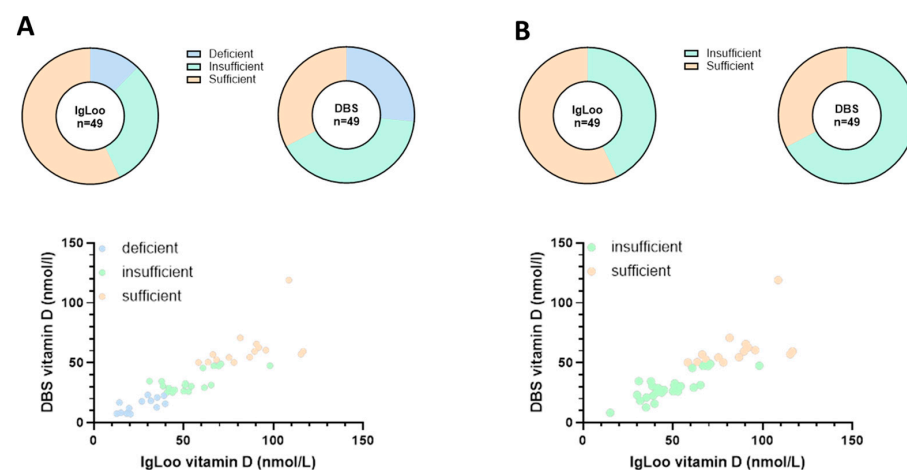 A
IgLoo
n=49
Deficient
Insufficient
Sufficient
DBS
n=49
B
IgLoo
n=49
Insufficient
Sufficient
DBS
n=49
DBS vitamin D (nmol/l)
150
100
50
0
deficient
insufficient
sufficient
0
50
100
150
IgLoo vitamin D (nmol/L)
DBS vitamin D (nmol/l)
150
100
50
0
insufficient
sufficient
0
50
100
150
IgLoo vitamin D (nmol/L)